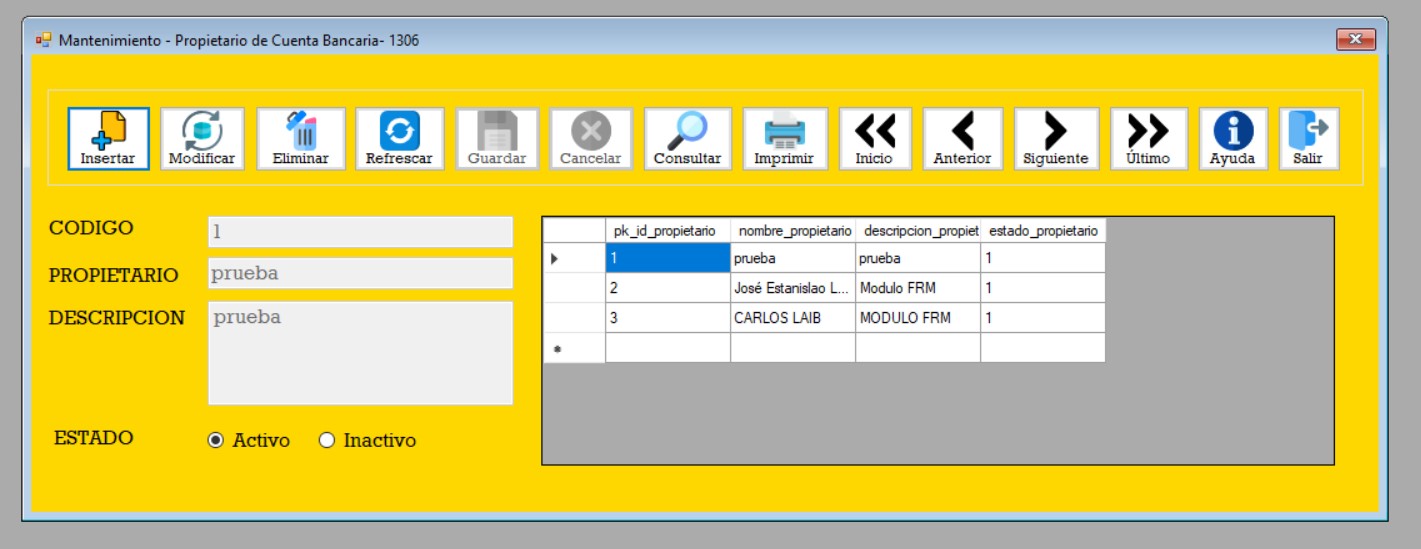 Mantenimiento - Propietario de Cuenta Bancaria- 1306
Insertar Modificar Eliminar Refrescar Guardar Cancelar Consultar Imprimir Inicio Anterior Siguiente Último Ayuda Salir
CODIGO 1
PROPIETARIO prueba
DESCRIPCION prueba
ESTADO Activo Inactivo
pk_id_propietario nombre_propietario descripcion_propiet estado_propietario
1 prueba prueba 1
2 José Estanislao L... Modulo FRM 1
3 CARLOS LAIB MODULO FRM 1